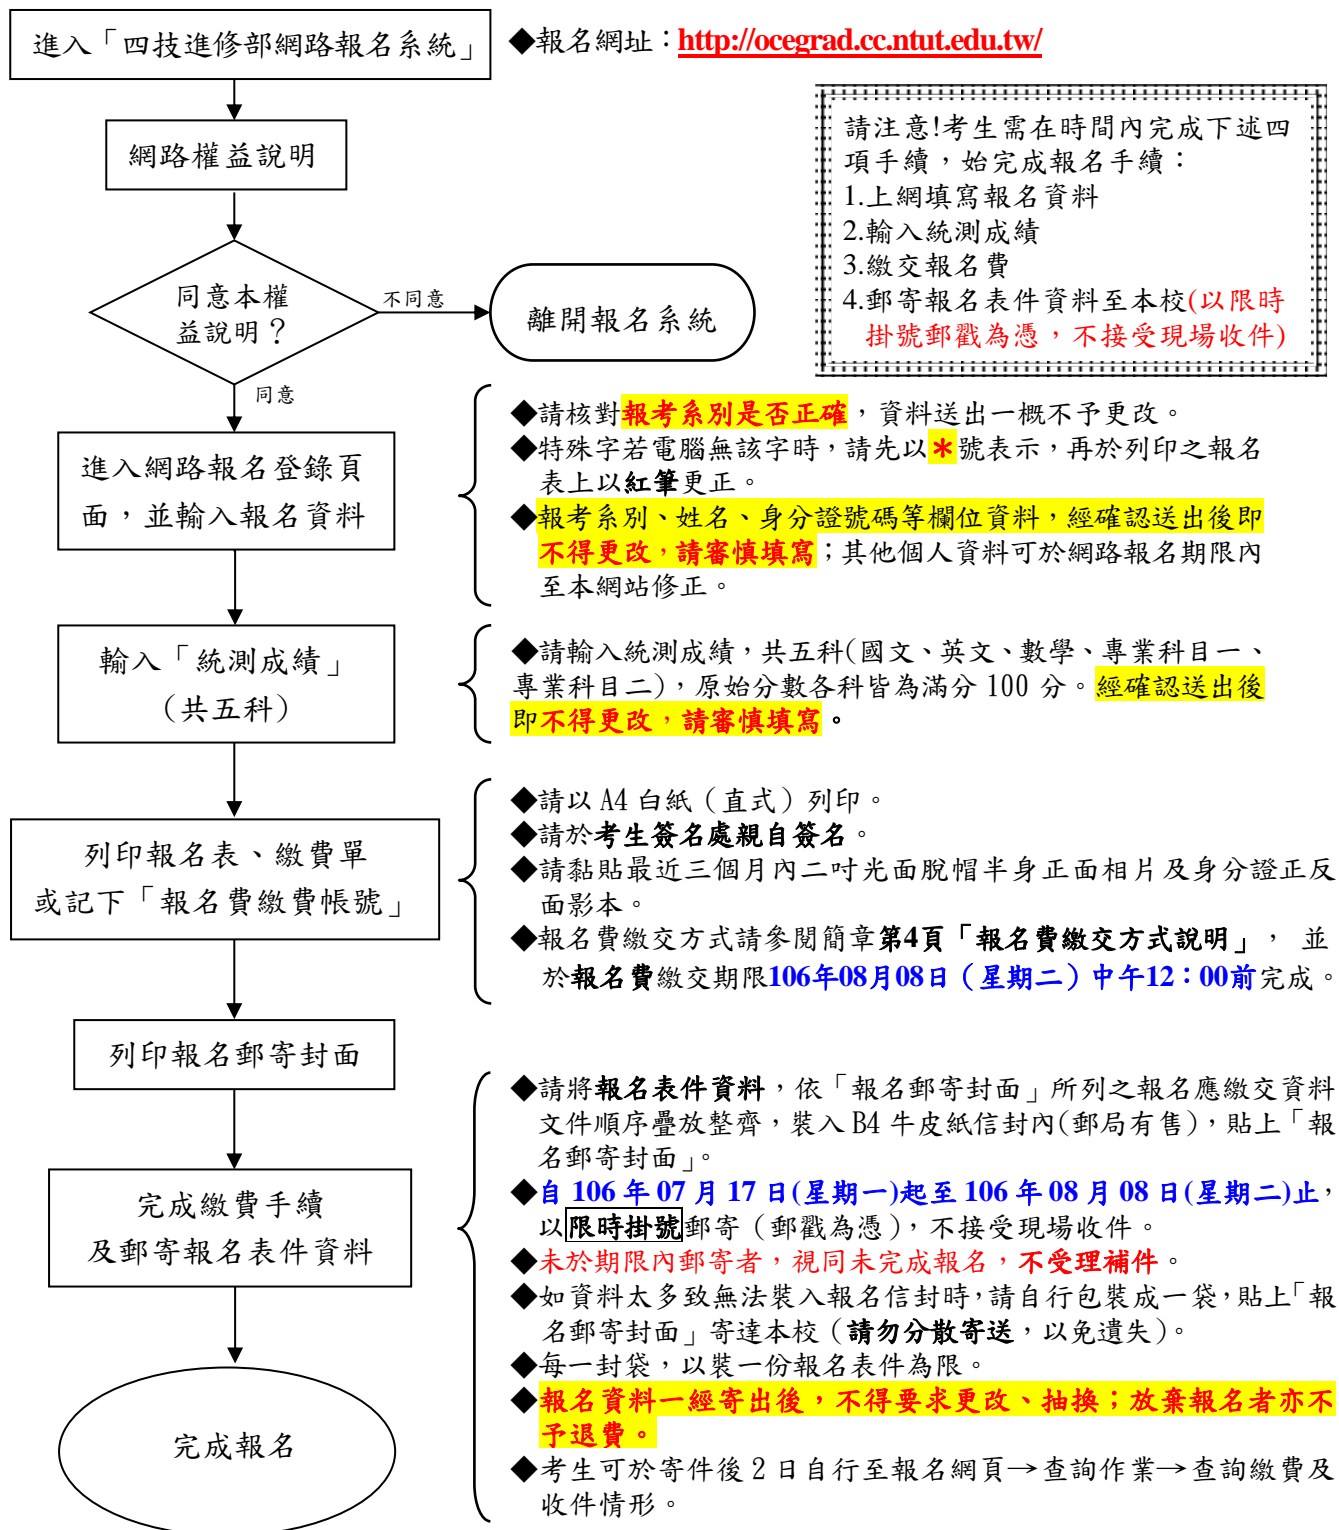 進入「四技進修部網路報名系統」
◆報名網址：http://ocegrad.cc.ntut.edu.tw/
網路權益說明
請注意!考生需在時間內完成下述四
項手續，始完成報名手續：
1.上網填寫報名資料
2.輸入統測成績
3.繳交報名費
4.郵寄報名表件資料至本校(以限時
掛號郵戳為憑，不接受現場收件)
同意本權
益說明？
不同意
離開報名系統
同意
進入網路報名登錄頁
面，並輸入報名資料
◆請核對報考系別是否正確，資料送出一概不予更改。
◆特殊字若電腦無該字時，請先以＊號表示，再於列印之報名
表上以紅筆更正。
◆報考系別、姓名、身分證號碼等欄位資料，經確認送出後即
不得更改，請審慎填寫；其他個人資料可於網路報名期限內
至本網站修正。
輸入「統測成績」
（共五科）
◆請輸入統測成績，共五科(國文、英文、數學、專業科目一、
專業科目二)，原始分數各科皆為滿分 100 分。經確認送出後
即不得更改，請審慎填寫。
列印報名表、繳費單
或記下「報名費繳費帳號」
◆請以 A4 白紙（直式）列印。
◆請於考生簽名處親自簽名。
◆請黏貼最近三個月內二吋光面脫帽半身正面相片及身分證正反
面影本。
◆報名費繳交方式請參閱簡章第4頁「報名費繳交方式說明」， 並
於報名費繳交期限106年08月08日（星期二）中午12：00前完成。
列印報名郵寄封面
完成繳費手續
及郵寄報名表件資料
◆請將報名表件資料，依「報名郵寄封面」所列之報名應繳交資料
文件順序疊放整齊，裝入 B4 牛皮紙信封內(郵局有售)，貼上「報
名郵寄封面」。
◆自 106 年 07 月 17 日(星期一)起至 106 年 08 月 08 日(星期二)止，
以限時掛號郵寄（郵戳為憑），不接受現場收件。
◆未於期限內郵寄者，視同未完成報名，不受理補件。
◆如資料太多致無法裝入報名信封時，請自行包裝成一袋，貼上「報
名郵寄封面」寄達本校（請勿分散寄送，以免遺失）。
◆每一封袋，以裝一份報名表件為限。
◆報名資料一經寄出後，不得要求更改、抽換；放棄報名者亦不
予退費。
◆考生可於寄件後 2 日自行至報名網頁→查詢作業→查詢繳費及
收件情形。
完成報名